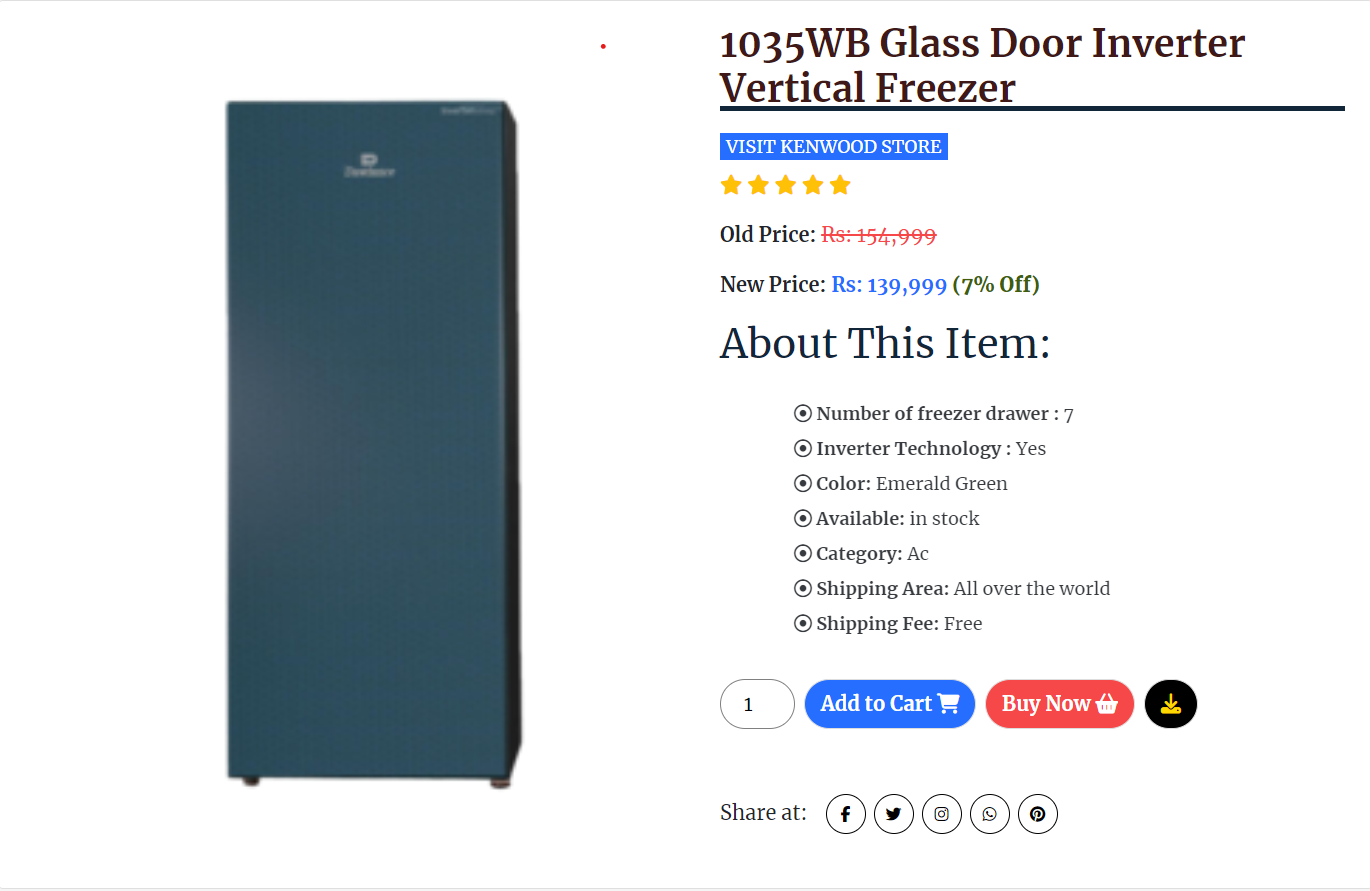 1035WB Glass Door Inverter
Vertical Freezer
VISIT KENWOOD STORE
Old Price: Rs: 154,999
New Price: Rs: 139,999 (7% Off)
About This Item:
Number of freezer drawer : 7
Inverter Technology : Yes
Color: Emerald Green
Available: in stock
Category: Ac
Shipping Area: All over the world
Shipping Fee: Free
1 Add to Cart Buy Now
Share at: